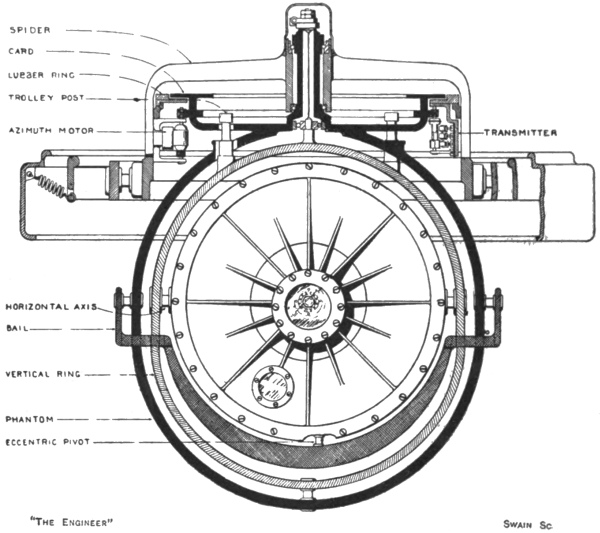 SPIDER
CARD
LUBBER RING
TROLLEY POST
AZIMUTH MOTOR
TRANSMITTER
HORIZONTAL AXIS
BAIL
VERTICAL RING
PHANTOM
ECCENTRIC PIVOT
"THE ENGINEER"
SWAIN SC.